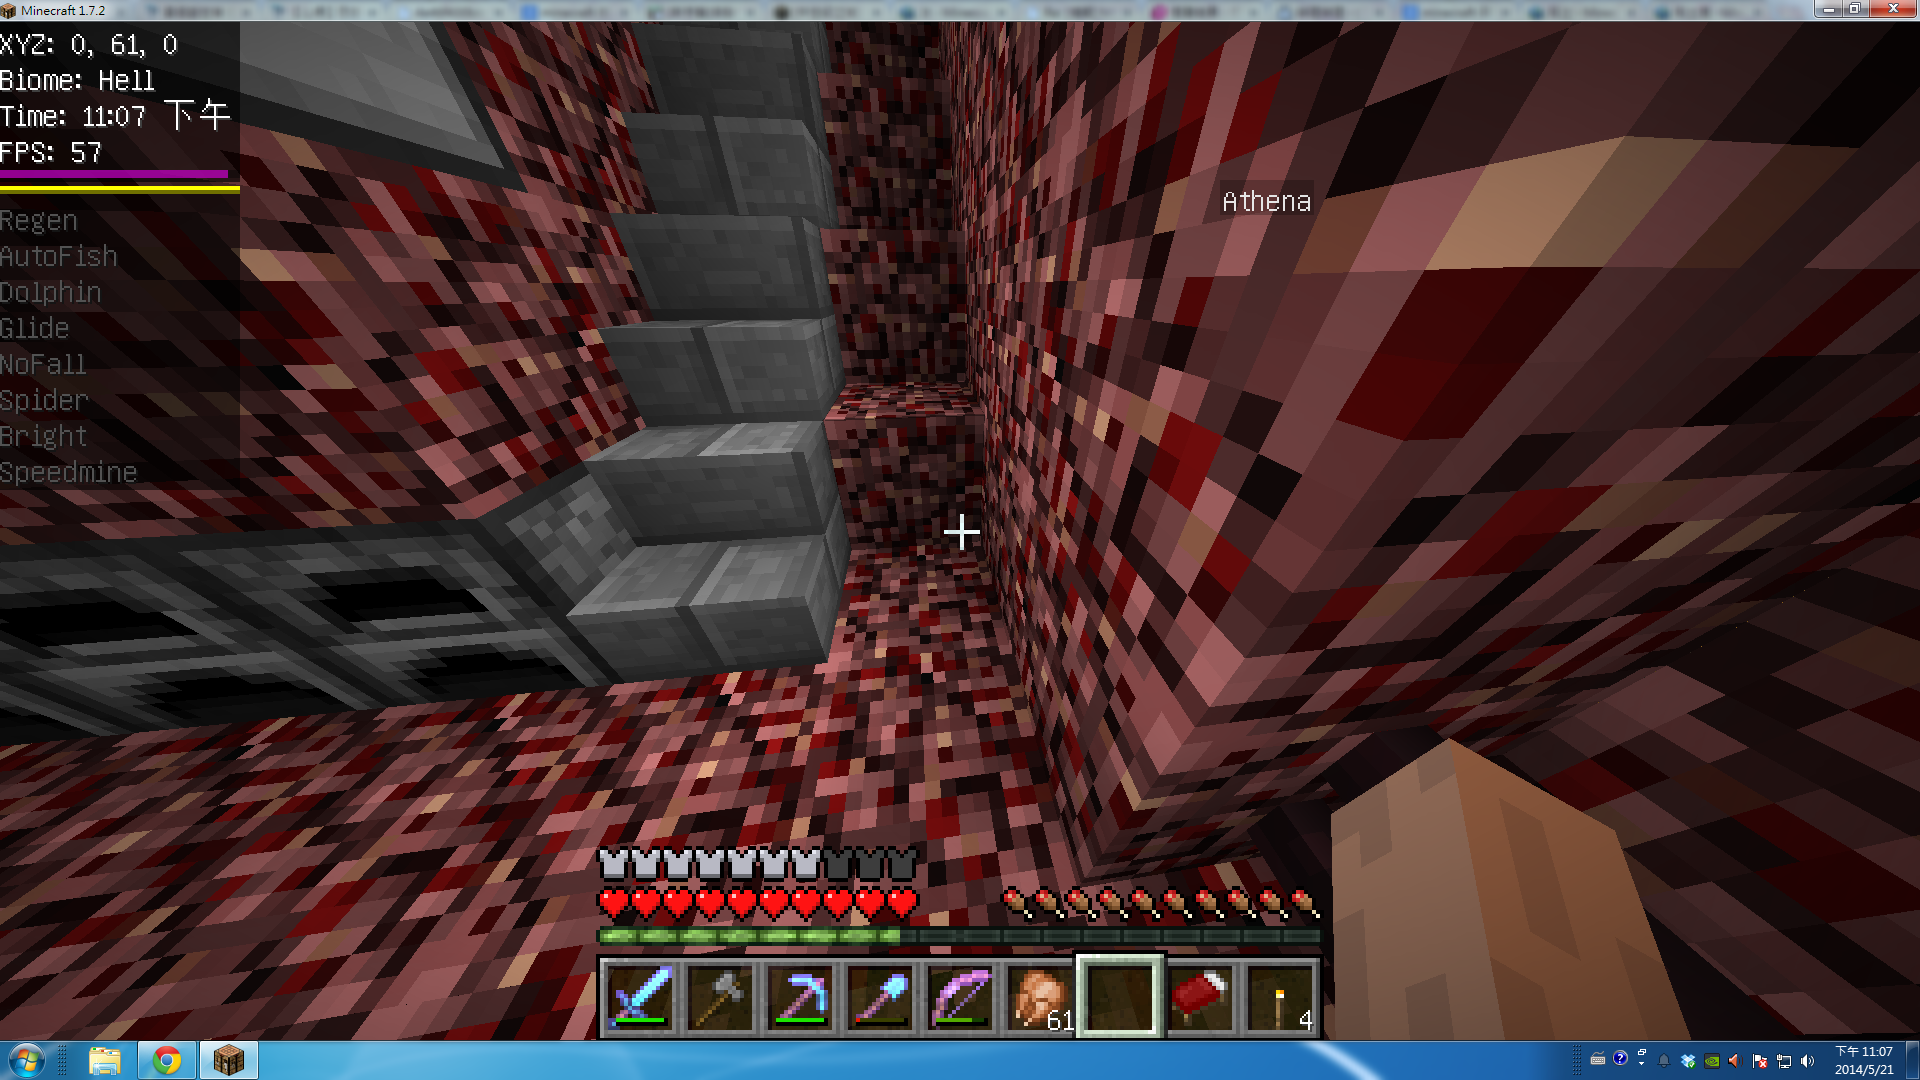 Minecraft 1.7.2
XYZ: 0, 61, 0
Biome: Hell
Time: 11:07 下午
FPS: 57
Regen
AutoFish
Dolphin
Glide
NoFall
Spider
Bright
Speedmine
Athena
61
4
下午 11:07
2014/5/21